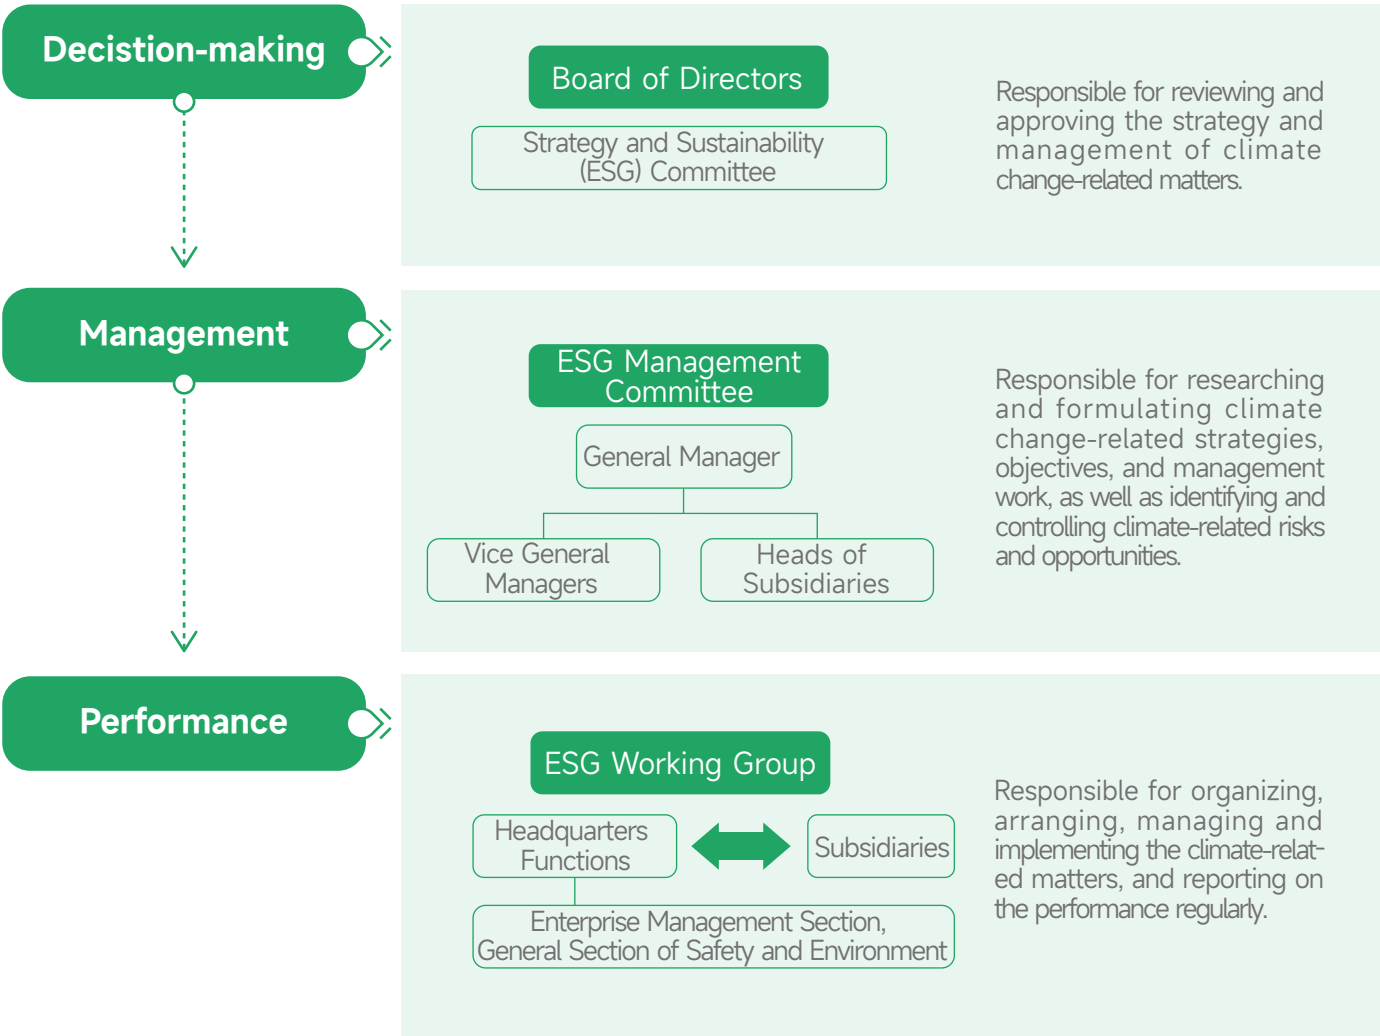 Decistion-making
Board of Directors
Strategy and Sustainability
(ESG) Committee
Responsible for reviewing and
approving the strategy and
management of climate
change-related matters.
Management
ESG Management
Committee
General Manager
Vice General
Managers
Heads of
Subsidiaries
Responsible for researching
and formulating climate
change-related strategies,
objectives, and management
work, as well as identifying and
controlling climate-related risks
and opportunities.
Performance
ESG Working Group
Headquarters
Functions
Subsidiaries
Enterprise Management Section,
General Section of Safety and Environment
Responsible for organizing,
arranging, managing and
implementing the climate-relat-
ed matters, and reporting on
the performance regularly.